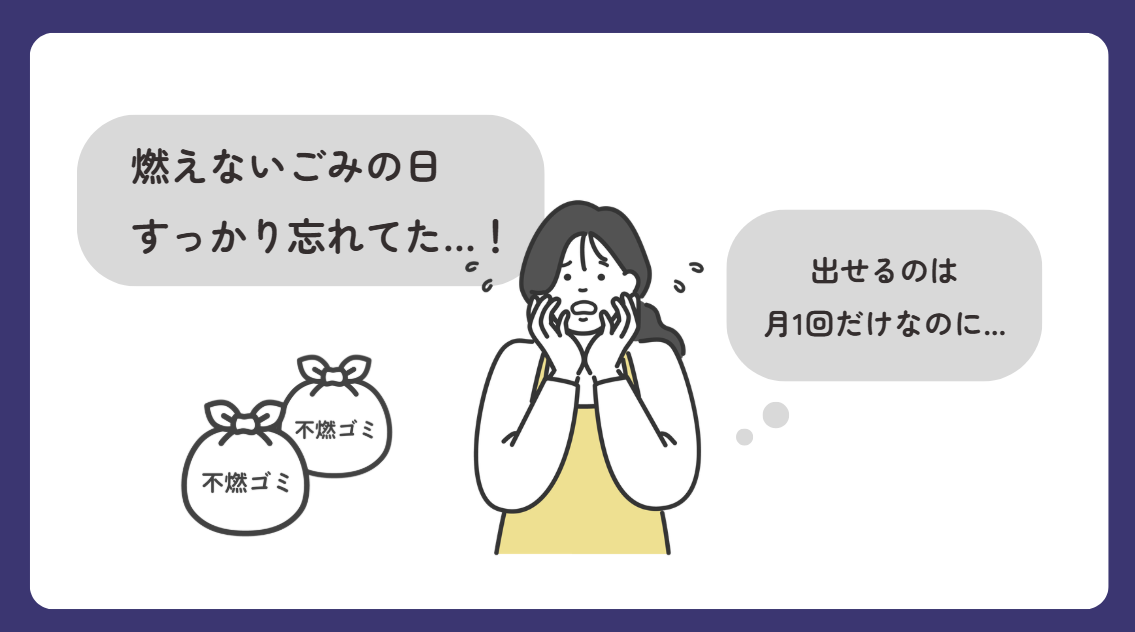 燃えないごみの日
すっかり忘れてた...！
出せるのは
月1回だけなのに...
不燃ゴミ
不燃ゴミ